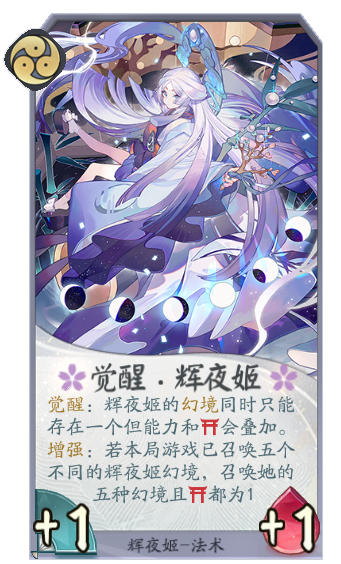 觉醒·辉夜姬
觉醒：辉夜姬的幻境同时只能
存在一个但能力和⛩会叠加。
增强：若本局游戏已召唤五个
不同的辉夜姬幻境，召唤她的
五种幻境且⛩都为1
+1
+1
辉夜姬-法术